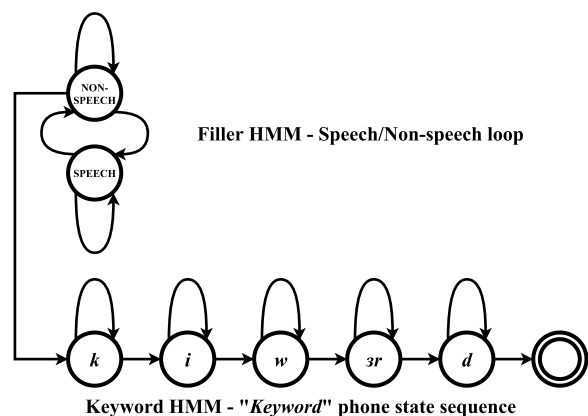 NON-
SPEECH
Filler HMM - Speech/Non-speech loop
SPEECH
k i w ɜr d
Keyword HMM - "Keyword" phone state sequence